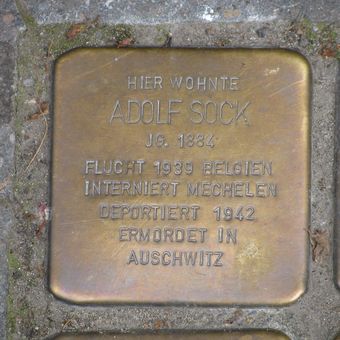 HIER WOHNTE
ADOLF SOCK
JG. 1884
FLUCHT 1939 BELGIEN
INTERNIERT MECHELEN
DEPORTIERT 1942
ERMORDET IN
AUSCHWITZ